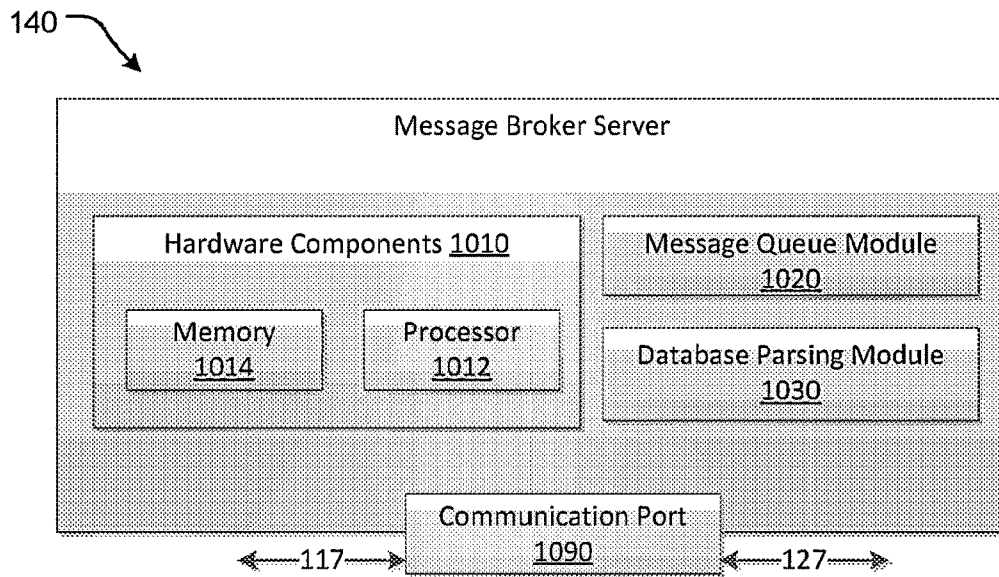 140
Message Broker Server
Hardware Components 1010
Message Queue Module
1020
Memory
1014
Processor
1012
Database Parsing Module
1030
Communication Port
1090
117
127